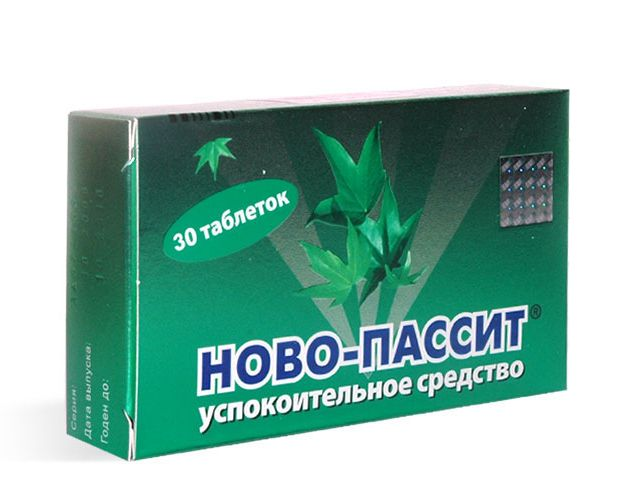 30 таблеток
НОВО-ПАССИТ®
успокоительное средство
Серия:
Дата выпуска:
Годен до: